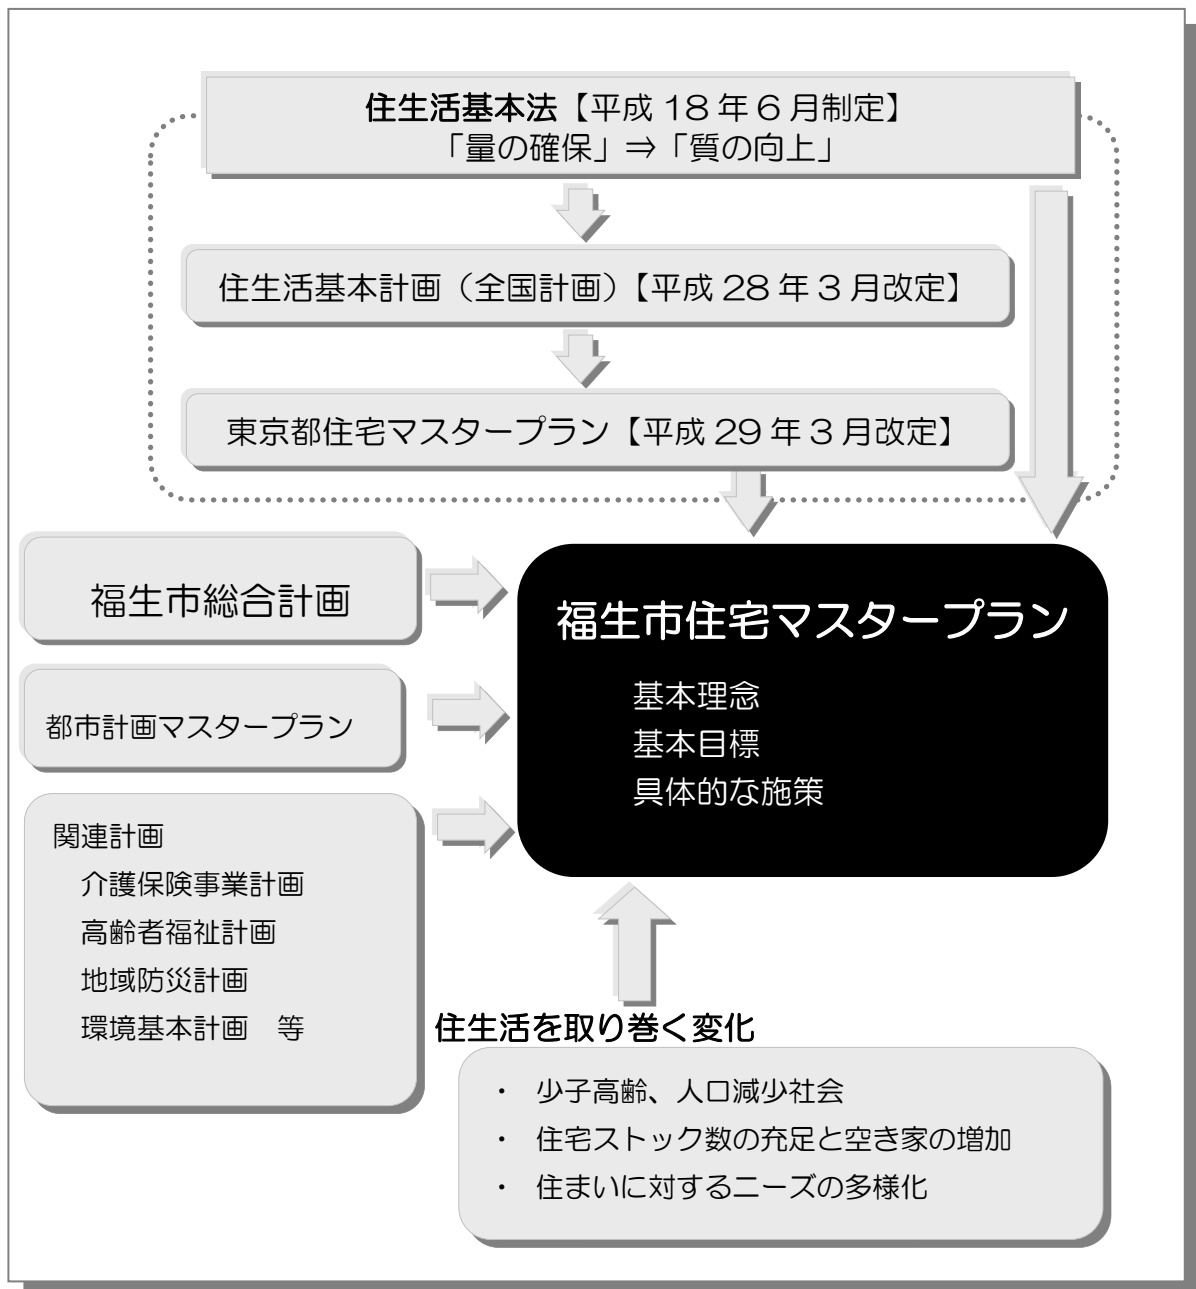 住生活基本法【平成 18 年 6 月制定】
「量の確保」⇒「質の向上」
住生活基本計画（全国計画）【平成 28 年 3 月改定】
東京都住宅マスタープラン【平成 29 年 3 月改定】
福生市総合計画
都市計画マスタープラン
関連計画
介護保険事業計画
高齢者福祉計画
地域防災計画
環境基本計画　等
福生市住宅マスタープラン
基本理念
基本目標
具体的な施策
住生活を取り巻く変化
・ 少子高齢、人口減少社会
・ 住宅ストック数の充足と空き家の増加
・ 住まいに対するニーズの多様化